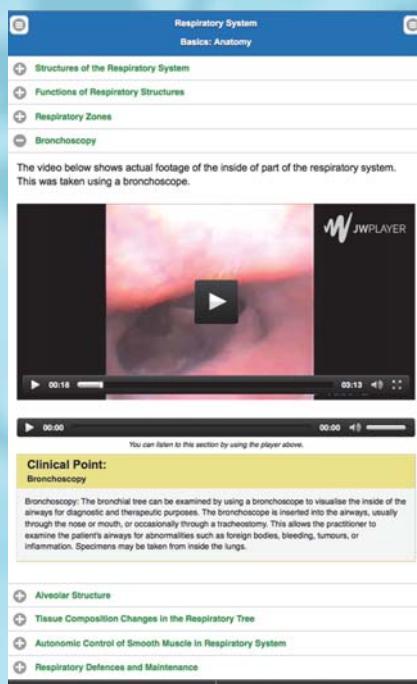 Respiratory System
Basics: Anatomy
Structures of the Respiratory System
Functions of Respiratory Structures
Respiratory Zones
Bronchoscopy
The video below shows actual footage of the inside of part of the respiratory system.
This was taken using a bronchoscope.
JWPLAYER
00:18
03:13
00:00
00:00
You can listen to this section by using the player above.
Clinical Point:
Bronchoscopy
Bronchoscopy: The bronchial tree can be examined by using a bronchoscope to visualise the inside of the
airways for diagnostic and therapeutic purposes. The bronchoscope is inserted into the airways, usually
through the nose or mouth, or occasionally through a tracheostomy. This allows the practitioner to
examine the patient's airways for abnormalities such as foreign bodies, bleeding, tumours, or
inflammation. Specimens may be taken from inside the lungs.
Alveolar Structure
Tissue Composition Changes in the Respiratory Tree
Autonomic Control of Smooth Muscle in Respiratory System
Respiratory Defences and Maintenance